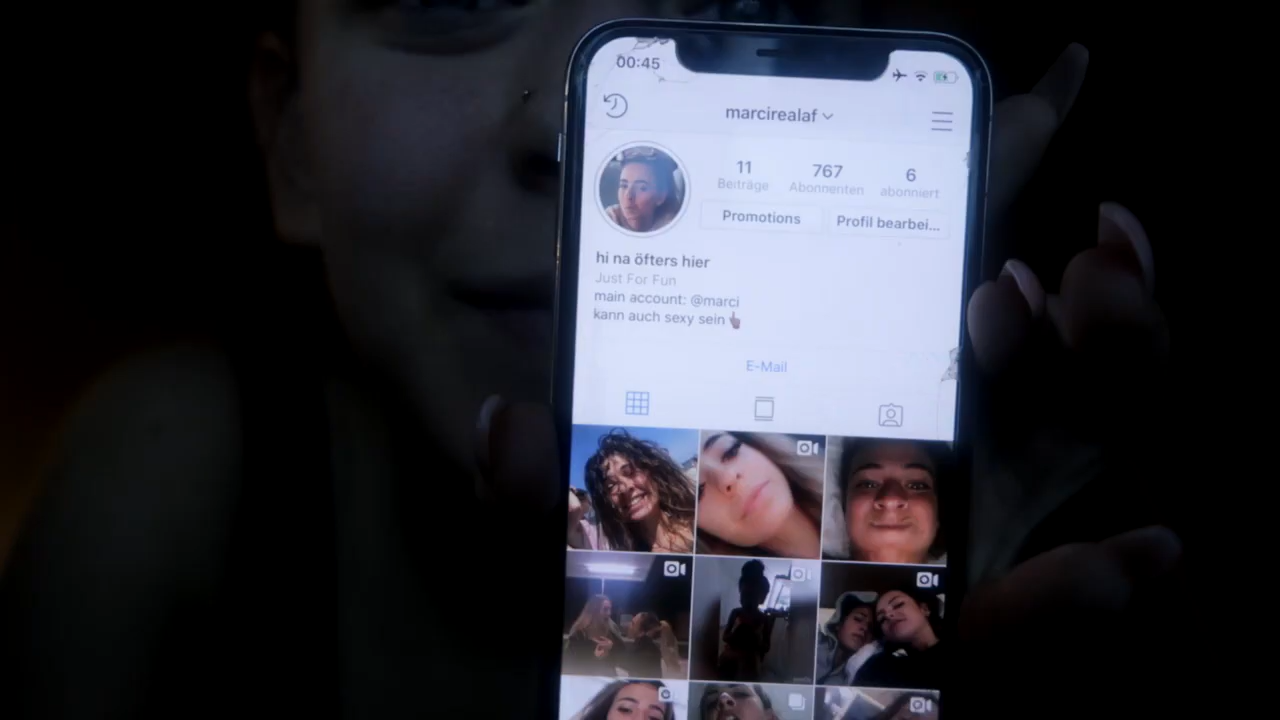 00:45
marcirealaf
11 767 6
Beiträge Abonnenten abonniert
Promotions Profil bearbei...
hi na öfters hier
Just For Fun
main account: @marci
kann auch sexy sein
E-Mail